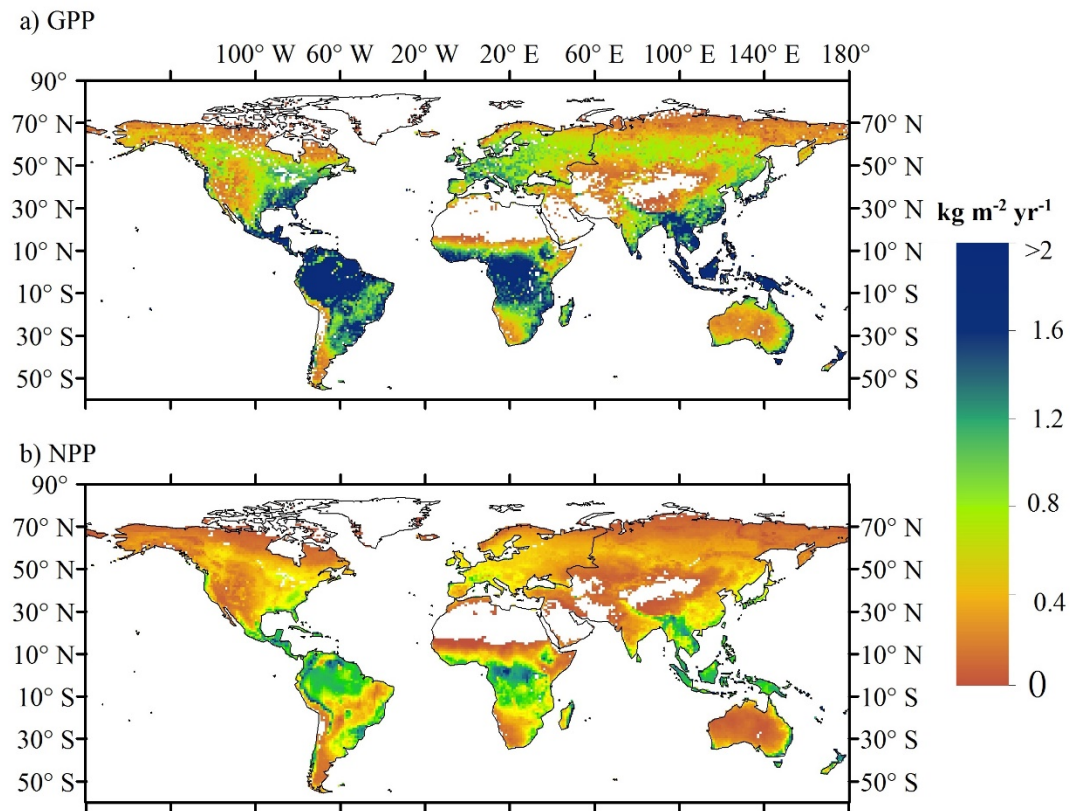 a) GPP
100° W 60° W 20° W 20° E 60° E 100° E 140° E 180°
90°
70° N 70° N
50° N 50° N
30° N 30° N
10° N 10° N
10° S 10° S
30° S 30° S
50° S 50° S
kg m⁻² yr⁻¹
>2
1.6
1.2
0.8
0.4
0
b) NPP
90°
70° N 70° N
50° N 50° N
30° N 30° N
10° N 10° N
10° S 10° S
30° S 30° S
50° S 50° S